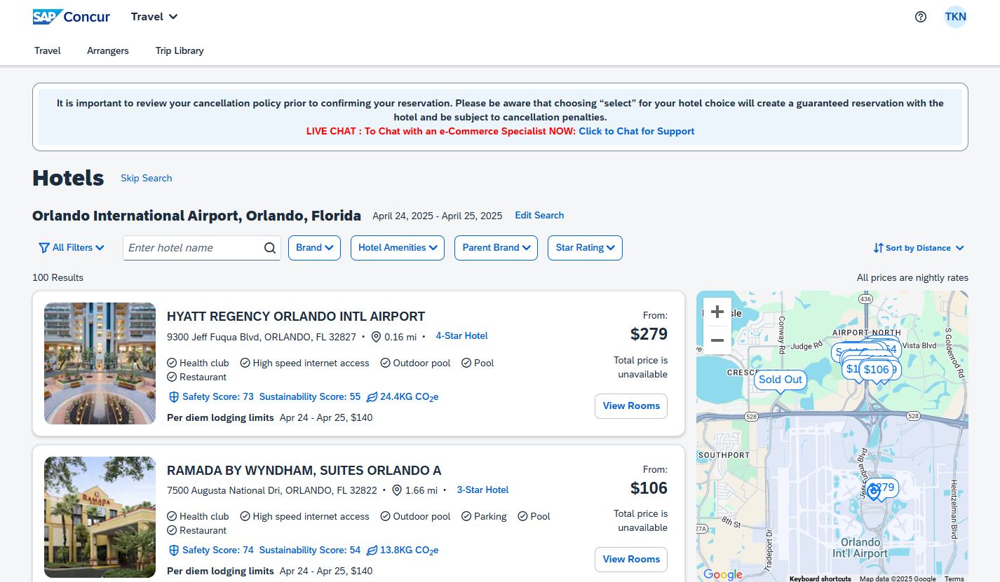 SAP Concur Travel
TKN
Travel Arrangers Trip Library
It is important to review your cancellation policy prior to confirming your reservation. Please be aware that choosing “select” for your hotel choice will create a guaranteed reservation with the
hotel and be subject to cancellation penalties.
LIVE CHAT : To Chat with an e-Commerce Specialist NOW: Click to Chat for Support
Hotels Skip Search
Orlando International Airport, Orlando, Florida April 24, 2025 - April 25, 2025 Edit Search
All Filters Enter hotel name Brand Hotel Amenities Parent Brand Star Rating Sort by Distance
100 Results All prices are nightly rates
HYATT REGENCY ORLANDO INTL AIRPORT
9300 Jeff Fuqua Blvd, ORLANDO, FL 32827 • 0.16 mi • 4-Star Hotel
Health club High speed internet access Outdoor pool Pool
Restaurant
Safety Score: 73 Sustainability Score: 55 24.4KG CO2e
Per diem lodging limits Apr 24 - Apr 25, $140
From:
$279
Total price is
unavailable
View Rooms
RAMADA
RAMADA BY WYNDHAM, SUITES ORLANDO A
7500 Augusta National Dri, ORLANDO, FL 32822 • 1.66 mi • 3-Star Hotel
Health club High speed internet access Outdoor pool Parking Pool
Restaurant
Safety Score: 74 Sustainability Score: 54 13.8KG CO2e
Per diem lodging limits Apr 24 - Apr 25, $140
From:
$106
Total price is
unavailable
View Rooms
436
Conway Rd
AIRPORT NORTH
Judge Rd
Vista Blvd
S Goldenrod Rd
$106
Sold Out
528
528
SOUTHPORT
$279
Heintzelman Blvd
8th St
27A
Tradeport Dr
Orlando
Int'l Airport
Google
Keyboard shortcuts Map data ©2025 Google Terms